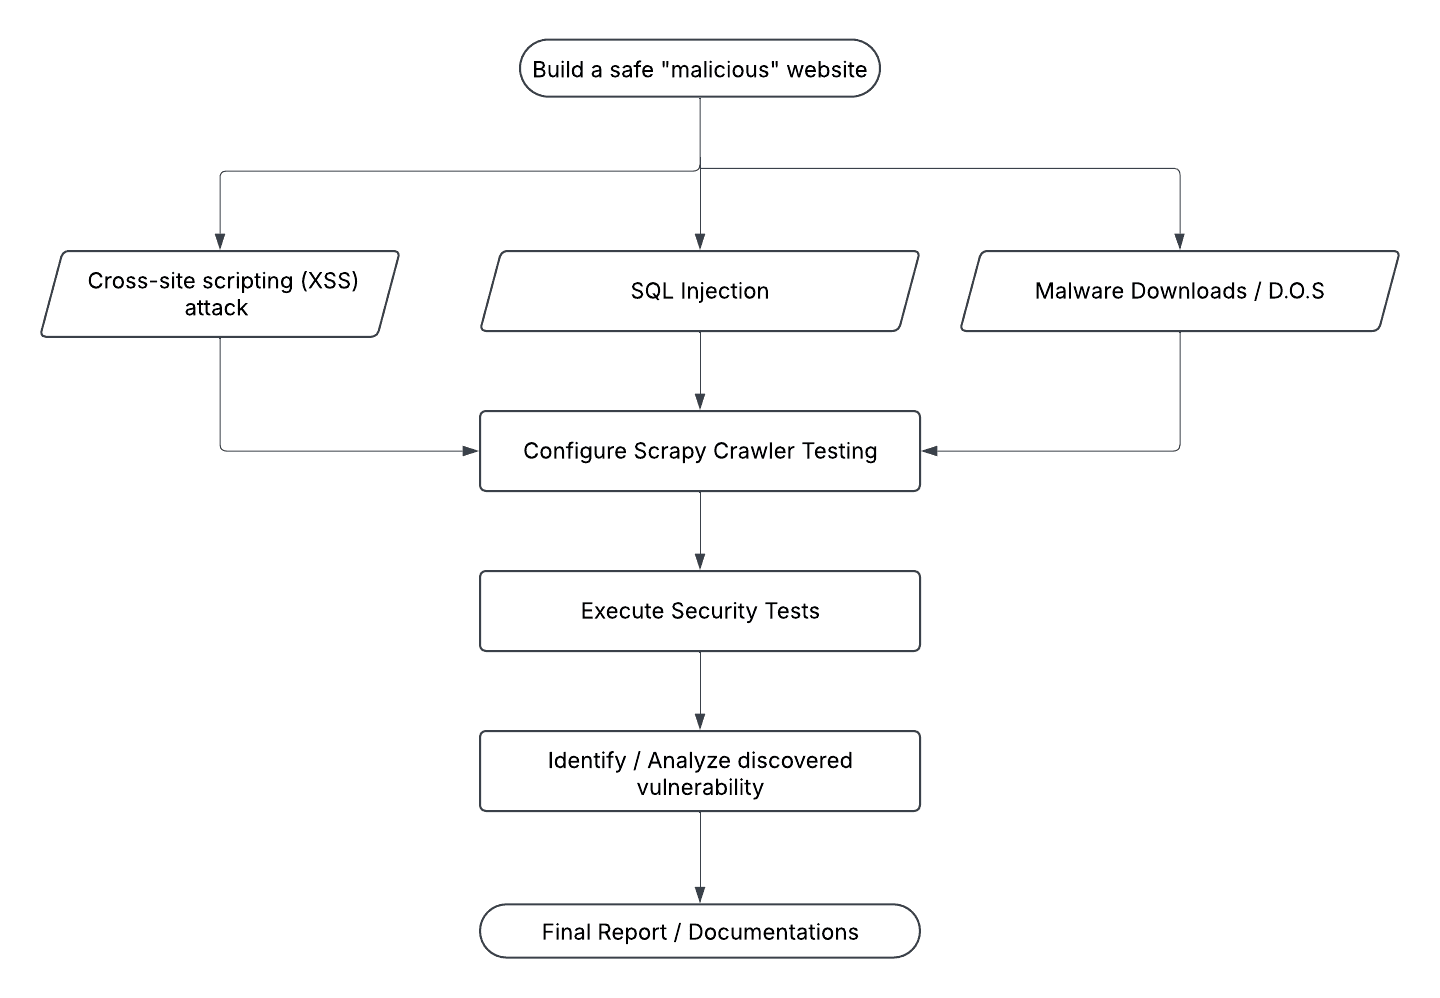 Build a safe "malicious" website
Cross-site scripting (XSS)
attack
SQL Injection
Malware Downloads / D.O.S
Configure Scrapy Crawler Testing
Execute Security Tests
Identify / Analyze discovered
vulnerability
Final Report / Documentations